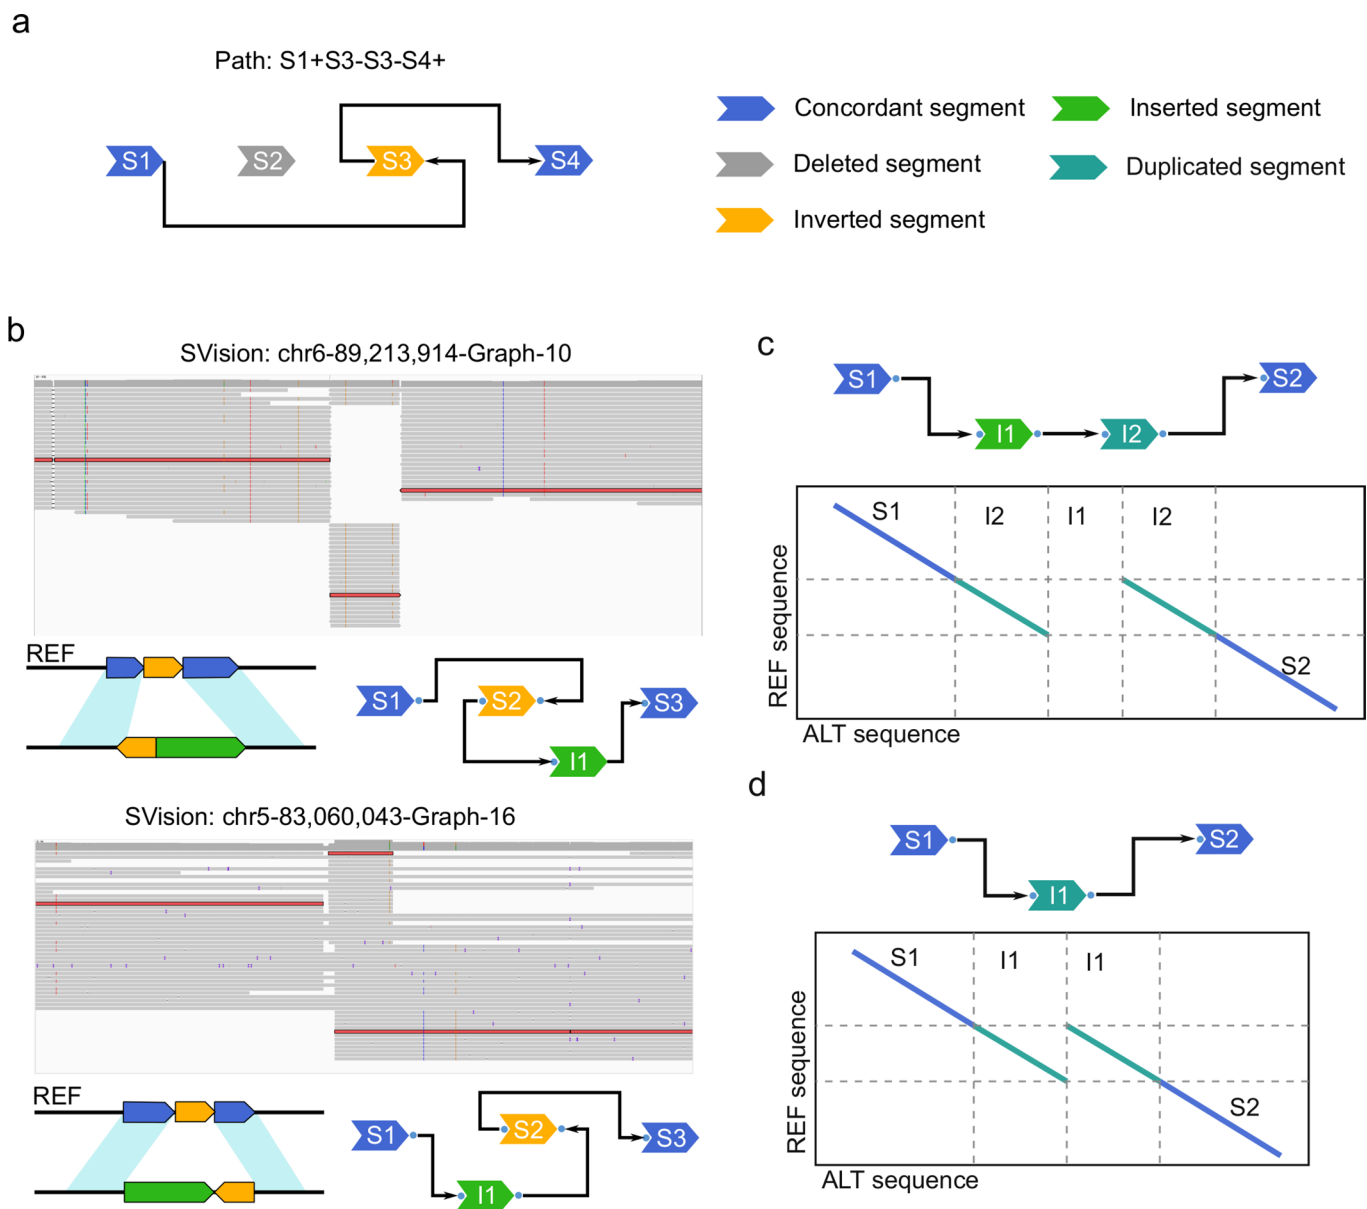 a
Path: S1+S3-S3-S4+
S1 S2 S3 S4
Concordant segment
Inserted segment
Deleted segment
Duplicated segment
Inverted segment
b
SVision: chr6-89,213,914-Graph-10
REF
S1 S2 S3
I1
SVision: chr5-83,060,043-Graph-16
REF
S1 S2 S3
I1
c
S1 S2
I1 I2
S1 I2 I1 I2
S2
REF sequence
ALT sequence
d
S1 S2
I1
S1 I1 I1
S2
REF sequence
ALT sequence